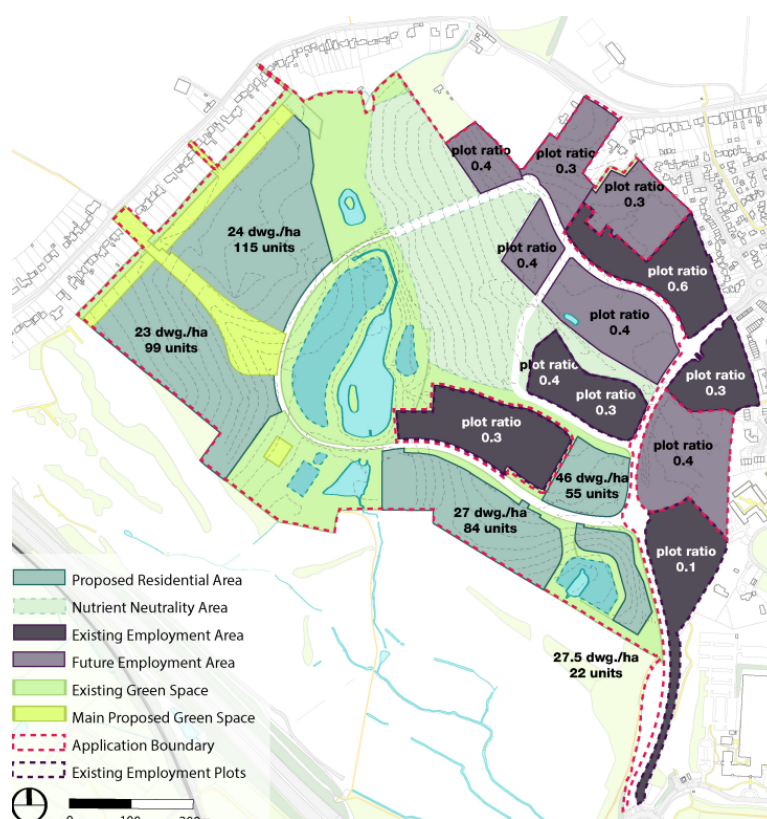 plot ratio
0.4
plot ratio
0.3
plot ratio
0.3
24 dwg./ha
115 units
plot ratio
0.4
plot ratio
0.6
plot ratio
0.4
23 dwg./ha
99 units
plot ratio
0.4
plot ratio
0.3
plot ratio
0.3
plot ratio
0.3
plot ratio
0.4
46 dwg./ha
55 units
27 dwg./ha
84 units
plot ratio
0.1
27.5 dwg./ha
22 units
Proposed Residential Area
Nutrient Neutrality Area
Existing Employment Area
Future Employment Area
Existing Green Space
Main Proposed Green Space
Application Boundary
Existing Employment Plots